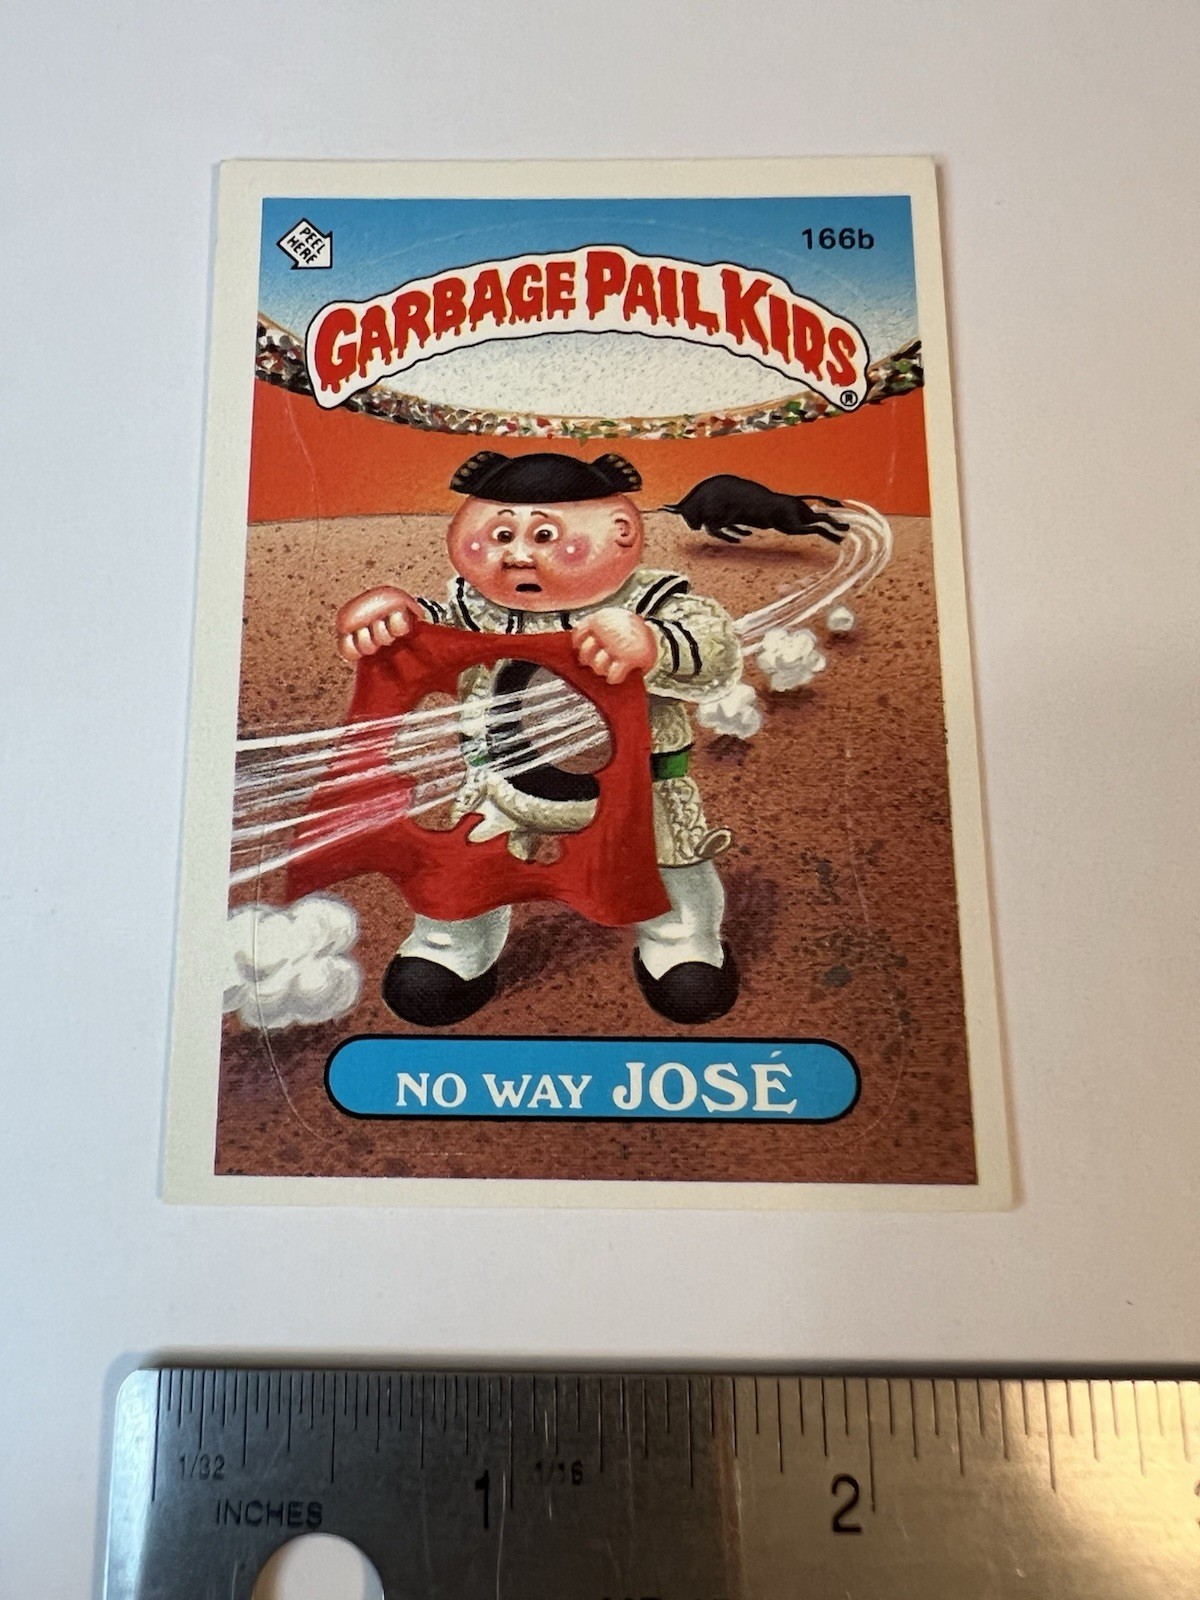 PEEL
HERE
166b
GARBAGE PAIL KIDS
®
NO WAY JOSÉ
1/32
1
1/16
2
INCHES